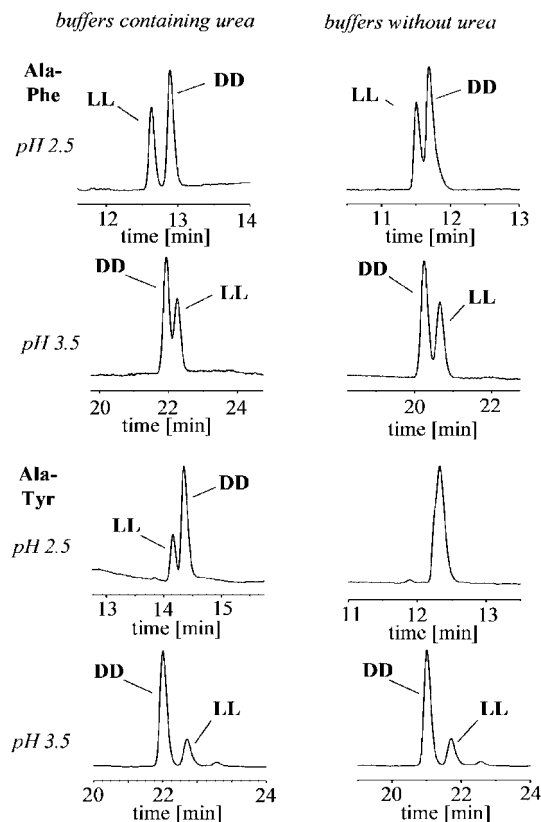 buffers containing urea buffers without urea
Ala-
Phe
pH 2.5
LL DD
12 13 14
time [min]
LL DD
11 12 13
time [min]
pH 3.5
DD LL
20 22 24
time [min]
DD LL
20 22
time [min]
Ala-
Tyr
pH 2.5
LL DD
13 14 15
time [min]
11 12 13
time [min]
pH 3.5
DD LL
20 22 24
time [min]
DD LL
20 21 22 23 24
time [min]